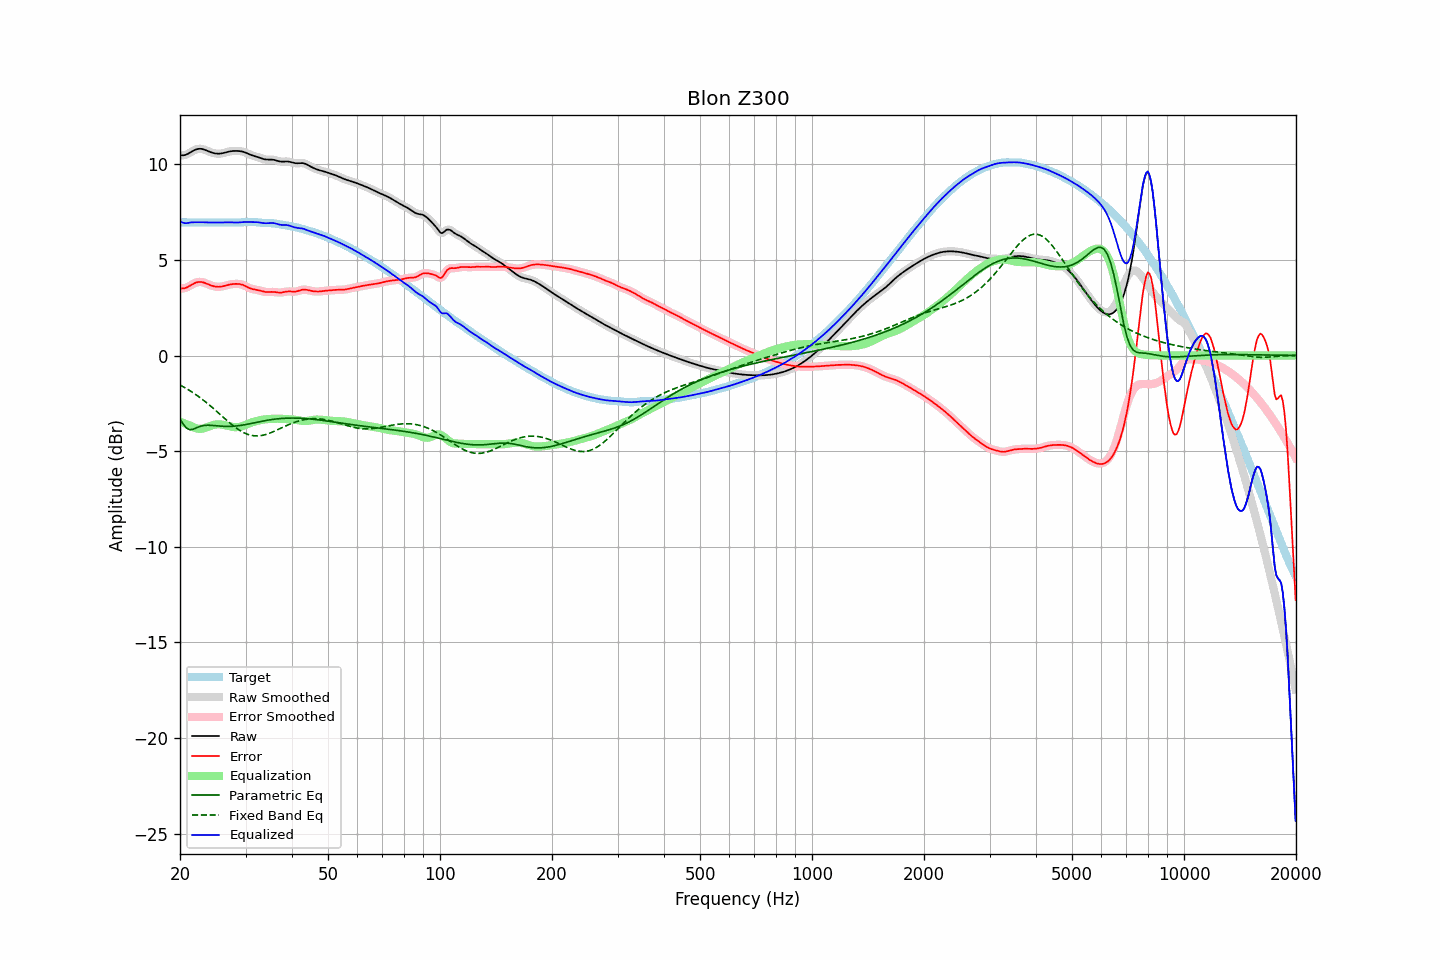 Blon Z300
Amplitude (dBr)
10
5
0
−5
−10
−15
−20
−25
Target
Raw Smoothed
Error Smoothed
Raw
Error
Equalization
Parametric Eq
Fixed Band Eq
Equalized
20 50 100 200 500 1000 2000 5000 10000 20000
Frequency (Hz)